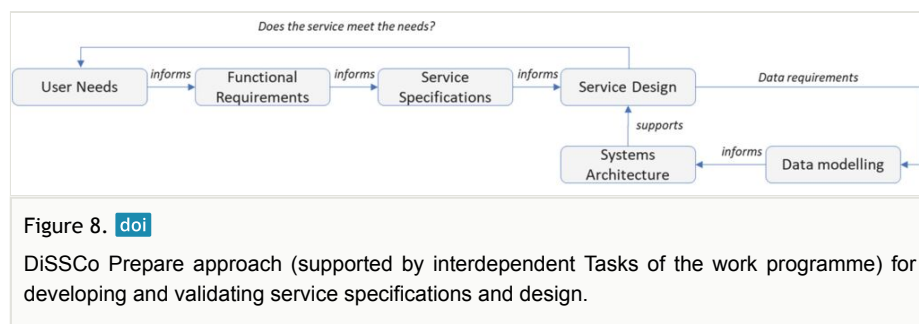 Does the service meet the needs?
User Needs
informs
Functional
Requirements
informs
Service
Specifications
informs
Service Design
Data requirements
supports
Systems
Architecture
informs
Data modelling
Figure 8. doi
DiSSCo Prepare approach (supported by interdependent Tasks of the work programme) for
developing and validating service specifications and design.